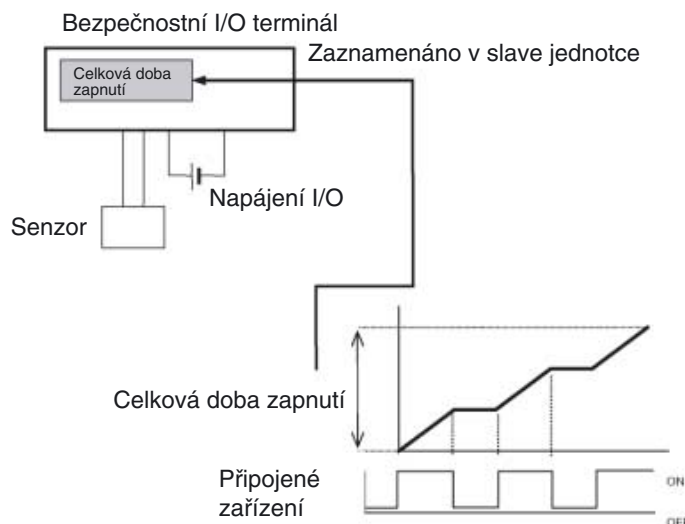 Bezpečnostní I/O terminál
Zaznamenáno v slave jednotce
Celková doba
zapnutí
Napájení I/O
Senzor
Celková doba zapnutí
Připojené
zařízení
ON